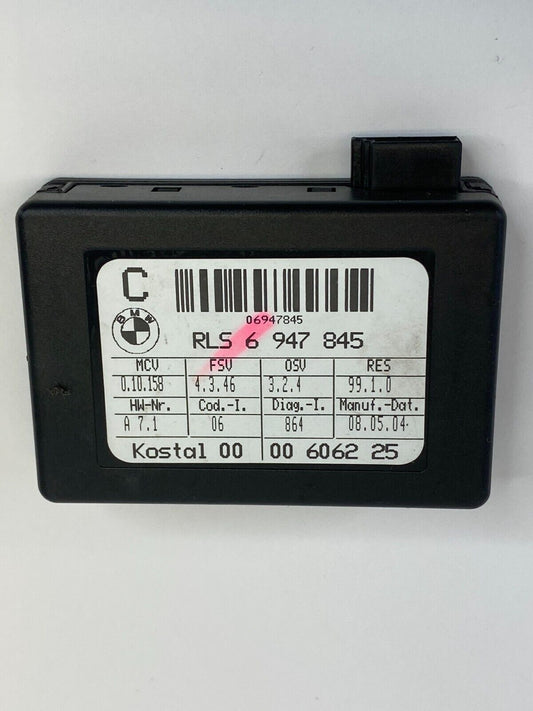 C
06947845
BMW
RLS 6 947 845
MCV FSV OSV RES
0.10.158 4.3.46 3.2.4 99.1.0
HW-Nr. Cod.-I. Diag.-I. Manuf.-Dat.
A 7.1 06 864 08.05.04
Kostal 00 00 6062 25